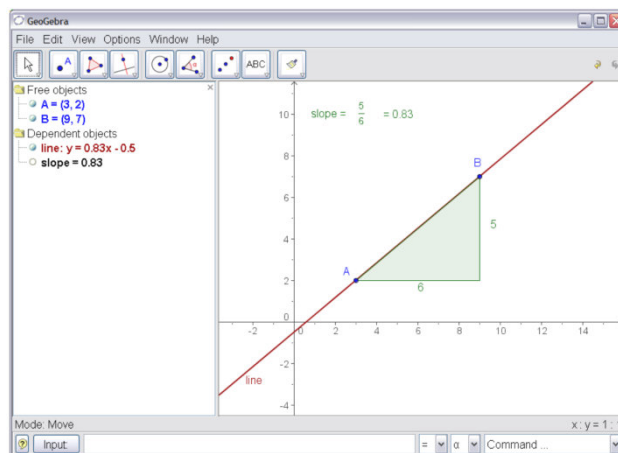 GeoGebra
File Edit View Options Window Help
A
ABC
Free objects
A = (3, 2)
B = (9, 7)
Dependent objects
line: y = 0.83x - 0.5
slope = 0.83
slope = 5/6 = 0.83
10
8
6
4
2
0
-2
-4
-2 0 2 4 6 8 10 12 14
A
B
5
6
line
Mode: Move
x : y = 1 :
Input:
= α Command ...